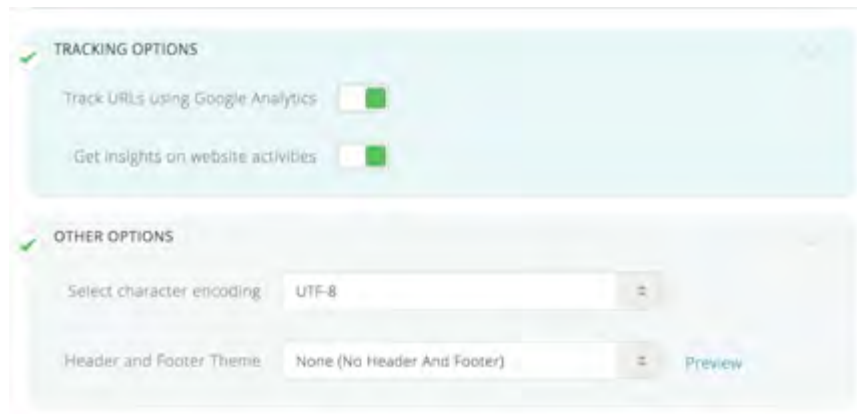 TRACKING OPTIONS
Track URLs using Google Analytics
Get insights on website activities
OTHER OPTIONS
Select character encoding UTF-8
Header and Footer Theme None (No Header And Footer) Preview